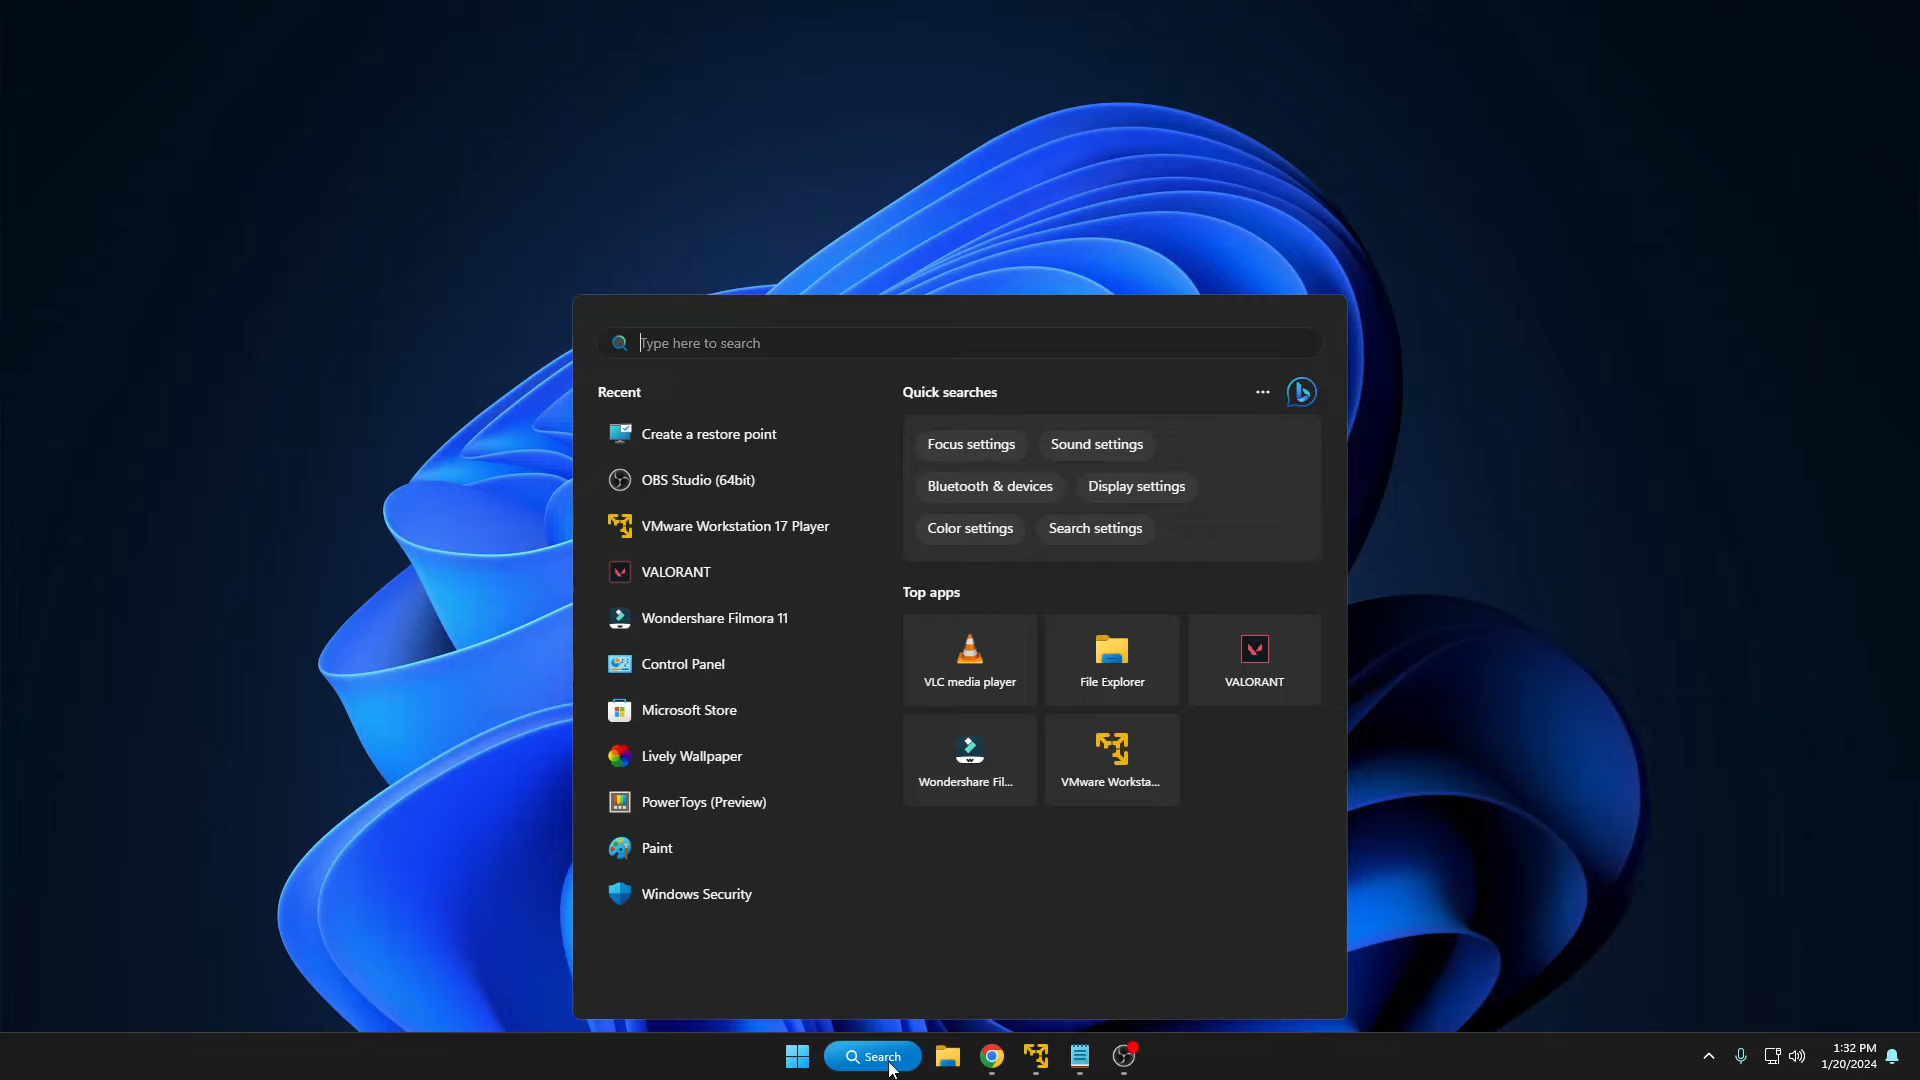 Type here to search
Recent
Create a restore point
OBS Studio (64bit)
VMware Workstation 17 Player
VALORANT
Wondershare Filmora 11
Control Panel
Microsoft Store
Lively Wallpaper
PowerToys (Preview)
Paint
Windows Security
Quick searches
Focus settings
Sound settings
Bluetooth & devices
Display settings
Color settings
Search settings
Top apps
VLC media player
File Explorer
VALORANT
Wondershare Fil...
VMware Worksta...
Search
1:32 PM
1/20/2024